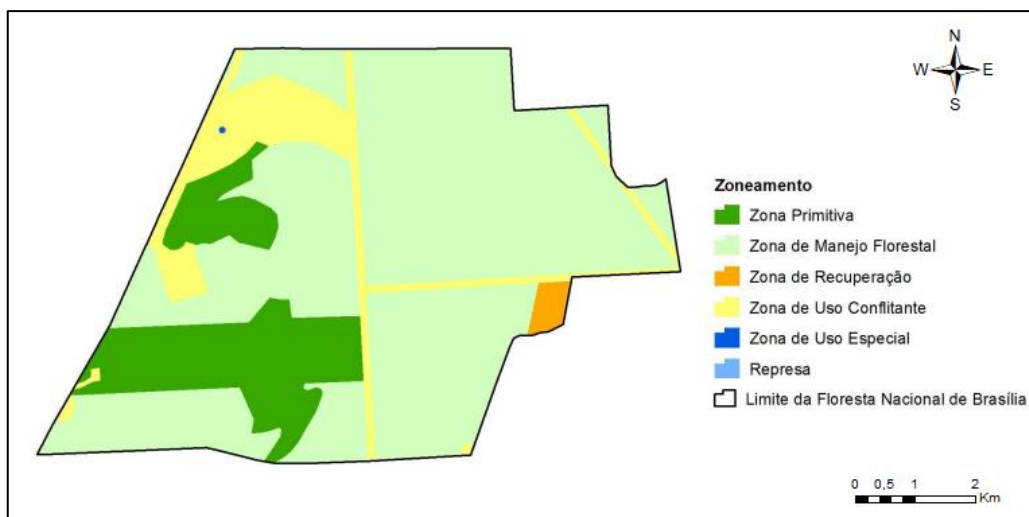 N
W E
S
Zoneamento
Zona Primitiva
Zona de Manejo Florestal
Zona de Recuperação
Zona de Uso Conflitante
Zona de Uso Especial
Represa
Limite da Floresta Nacional de Brasília
0 0,5 1 2
Km